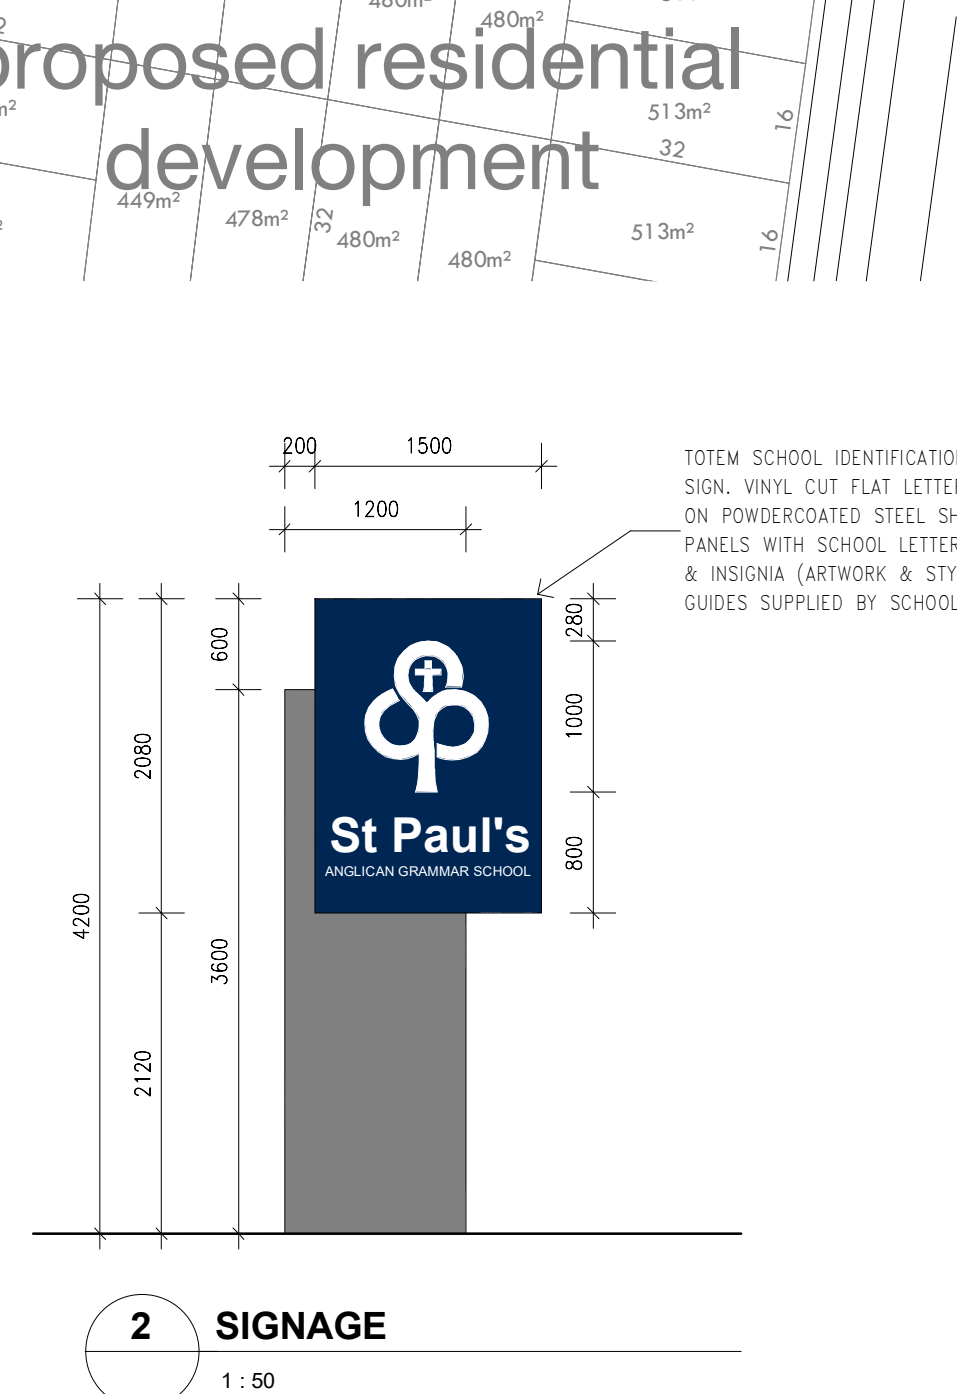 480m²
proposed residential
513m²
16
development
32
449m²
478m²
32
480m²
480m²
513m²
16
200
1500
1200
TOTEM SCHOOL IDENTIFICATION
SIGN. VINYL CUT FLAT LETTER
ON POWDERCOATED STEEL SH
PANELS WITH SCHOOL LETTER
& INSIGNIA (ARTWORK & STY
GUIDES SUPPLIED BY SCHOOL
600
280
2080
1000
800
4200
3600
2120
St Paul's
ANGLICAN GRAMMAR SCHOOL
2
SIGNAGE
1 : 50